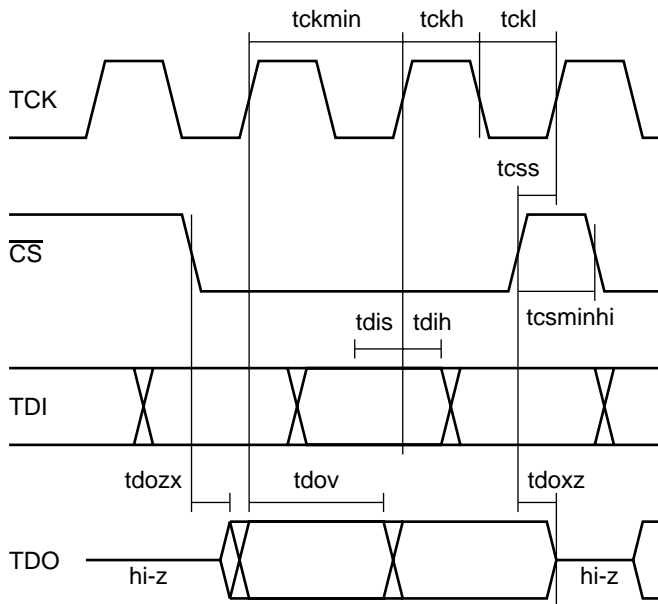 tckmin tckh tckl
TCK
tcss
CS
tcsminhi
tdis tdih
TDI
tdozx tdov tdoxz
TDO
hi-z hi-z